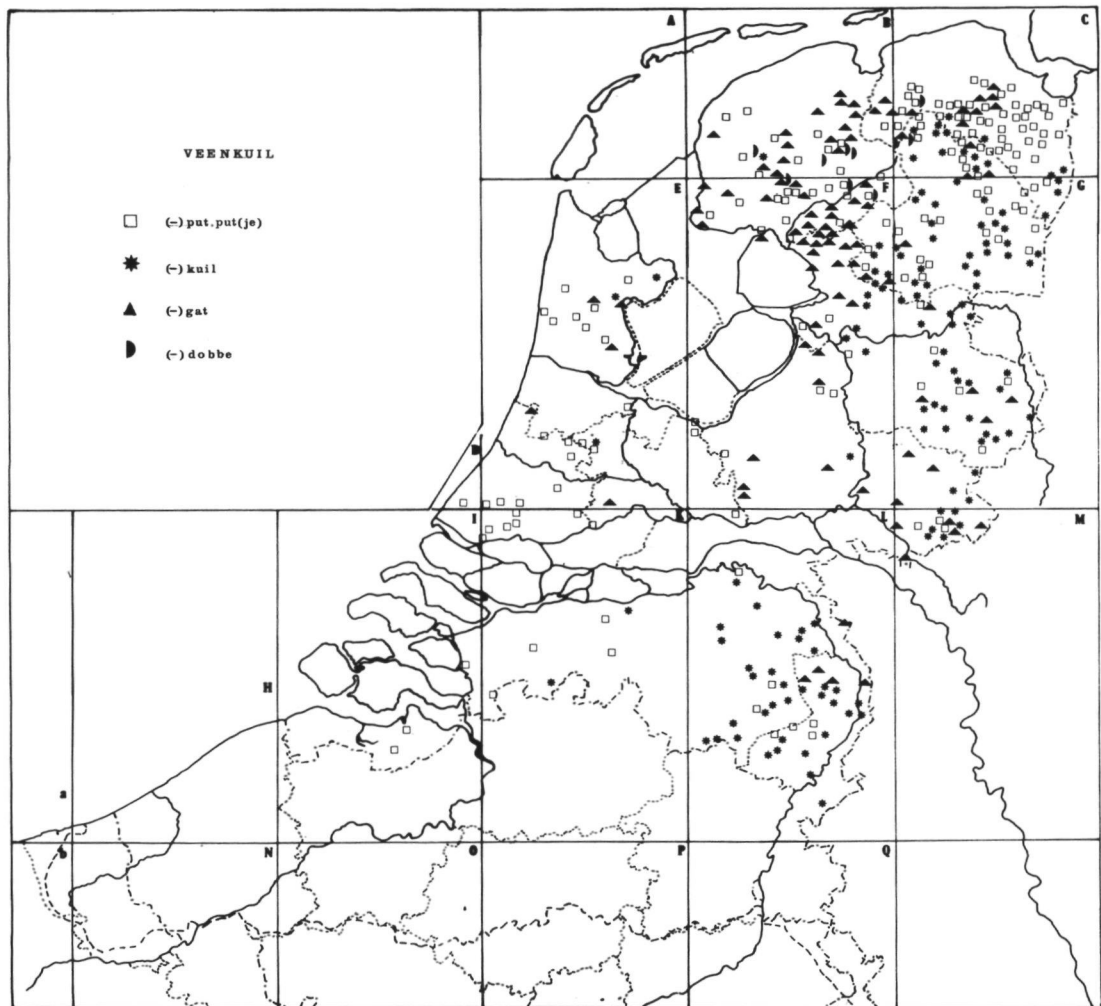 A B C
VEENKUIL
(–) put.put(je)
(–) kuil
(–) gat
(–) dobbe
E F G
D
I K L M
H
a
b N O P Q